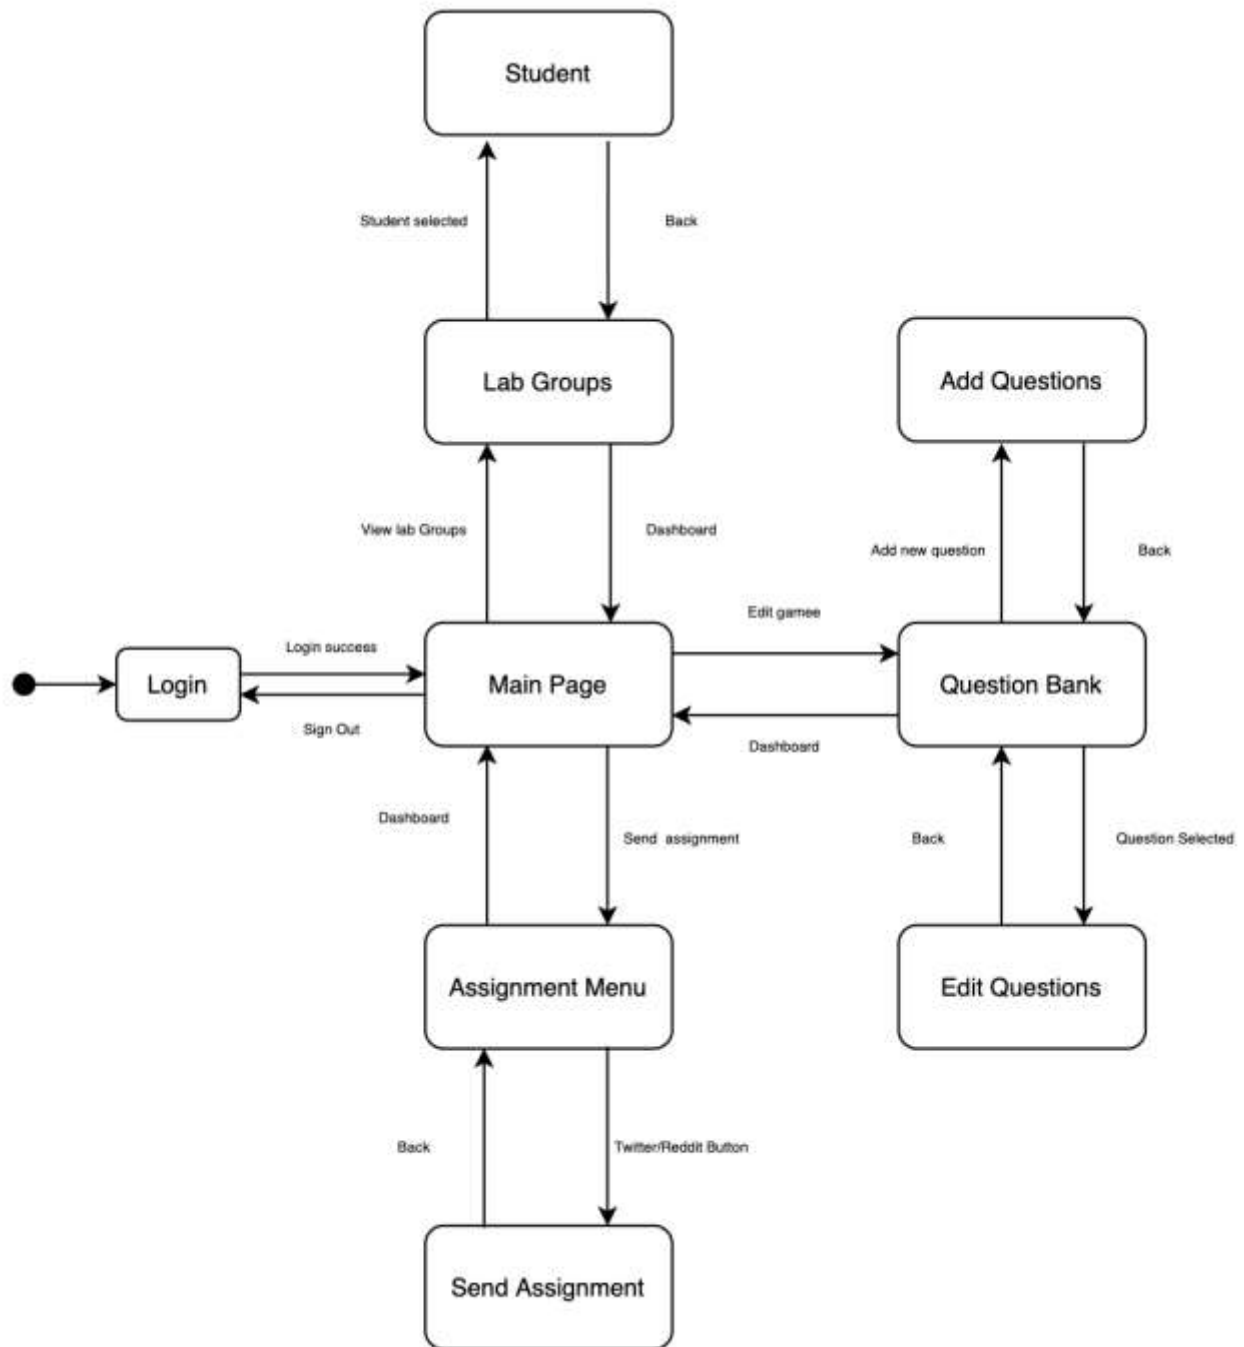 Student
Student selected
Back
Lab Groups
Add Questions
View lab Groups
Dashboard
Add new question
Back
Edit gamee
Login success
Login
Main Page
Question Bank
Sign Out
Dashboard
Dashboard
Send assignment
Back
Question Selected
Assignment Menu
Edit Questions
Back
Twitter/Reddit Button
Send Assignment